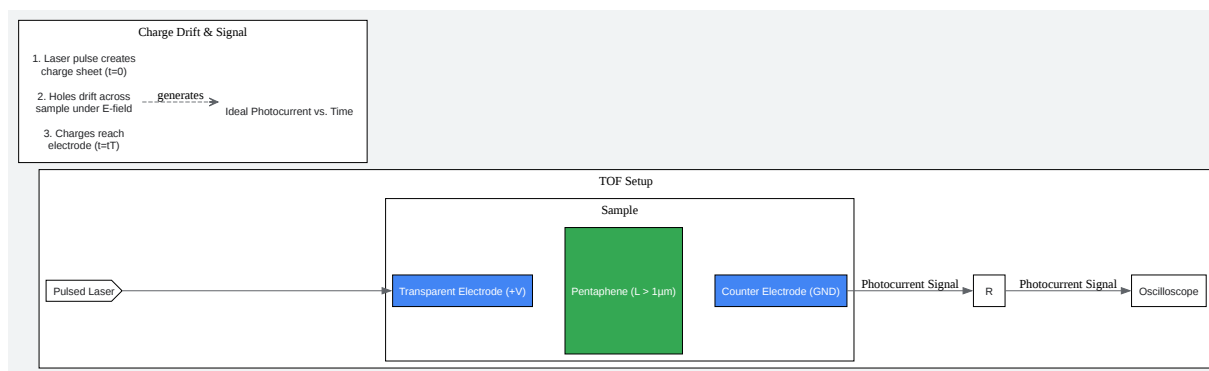 Charge Drift & Signal
1. Laser pulse creates
charge sheet (t=0)
2. Holes drift across
sample under E-field
3. Charges reach
electrode (t=tT)
generates
Ideal Photocurrent vs. Time
TOF Setup
Sample
Pulsed Laser
Transparent Electrode (+V)
Pentaphene (L > 1μm)
Counter Electrode (GND)
Photocurrent Signal
R
Photocurrent Signal
Oscilloscope